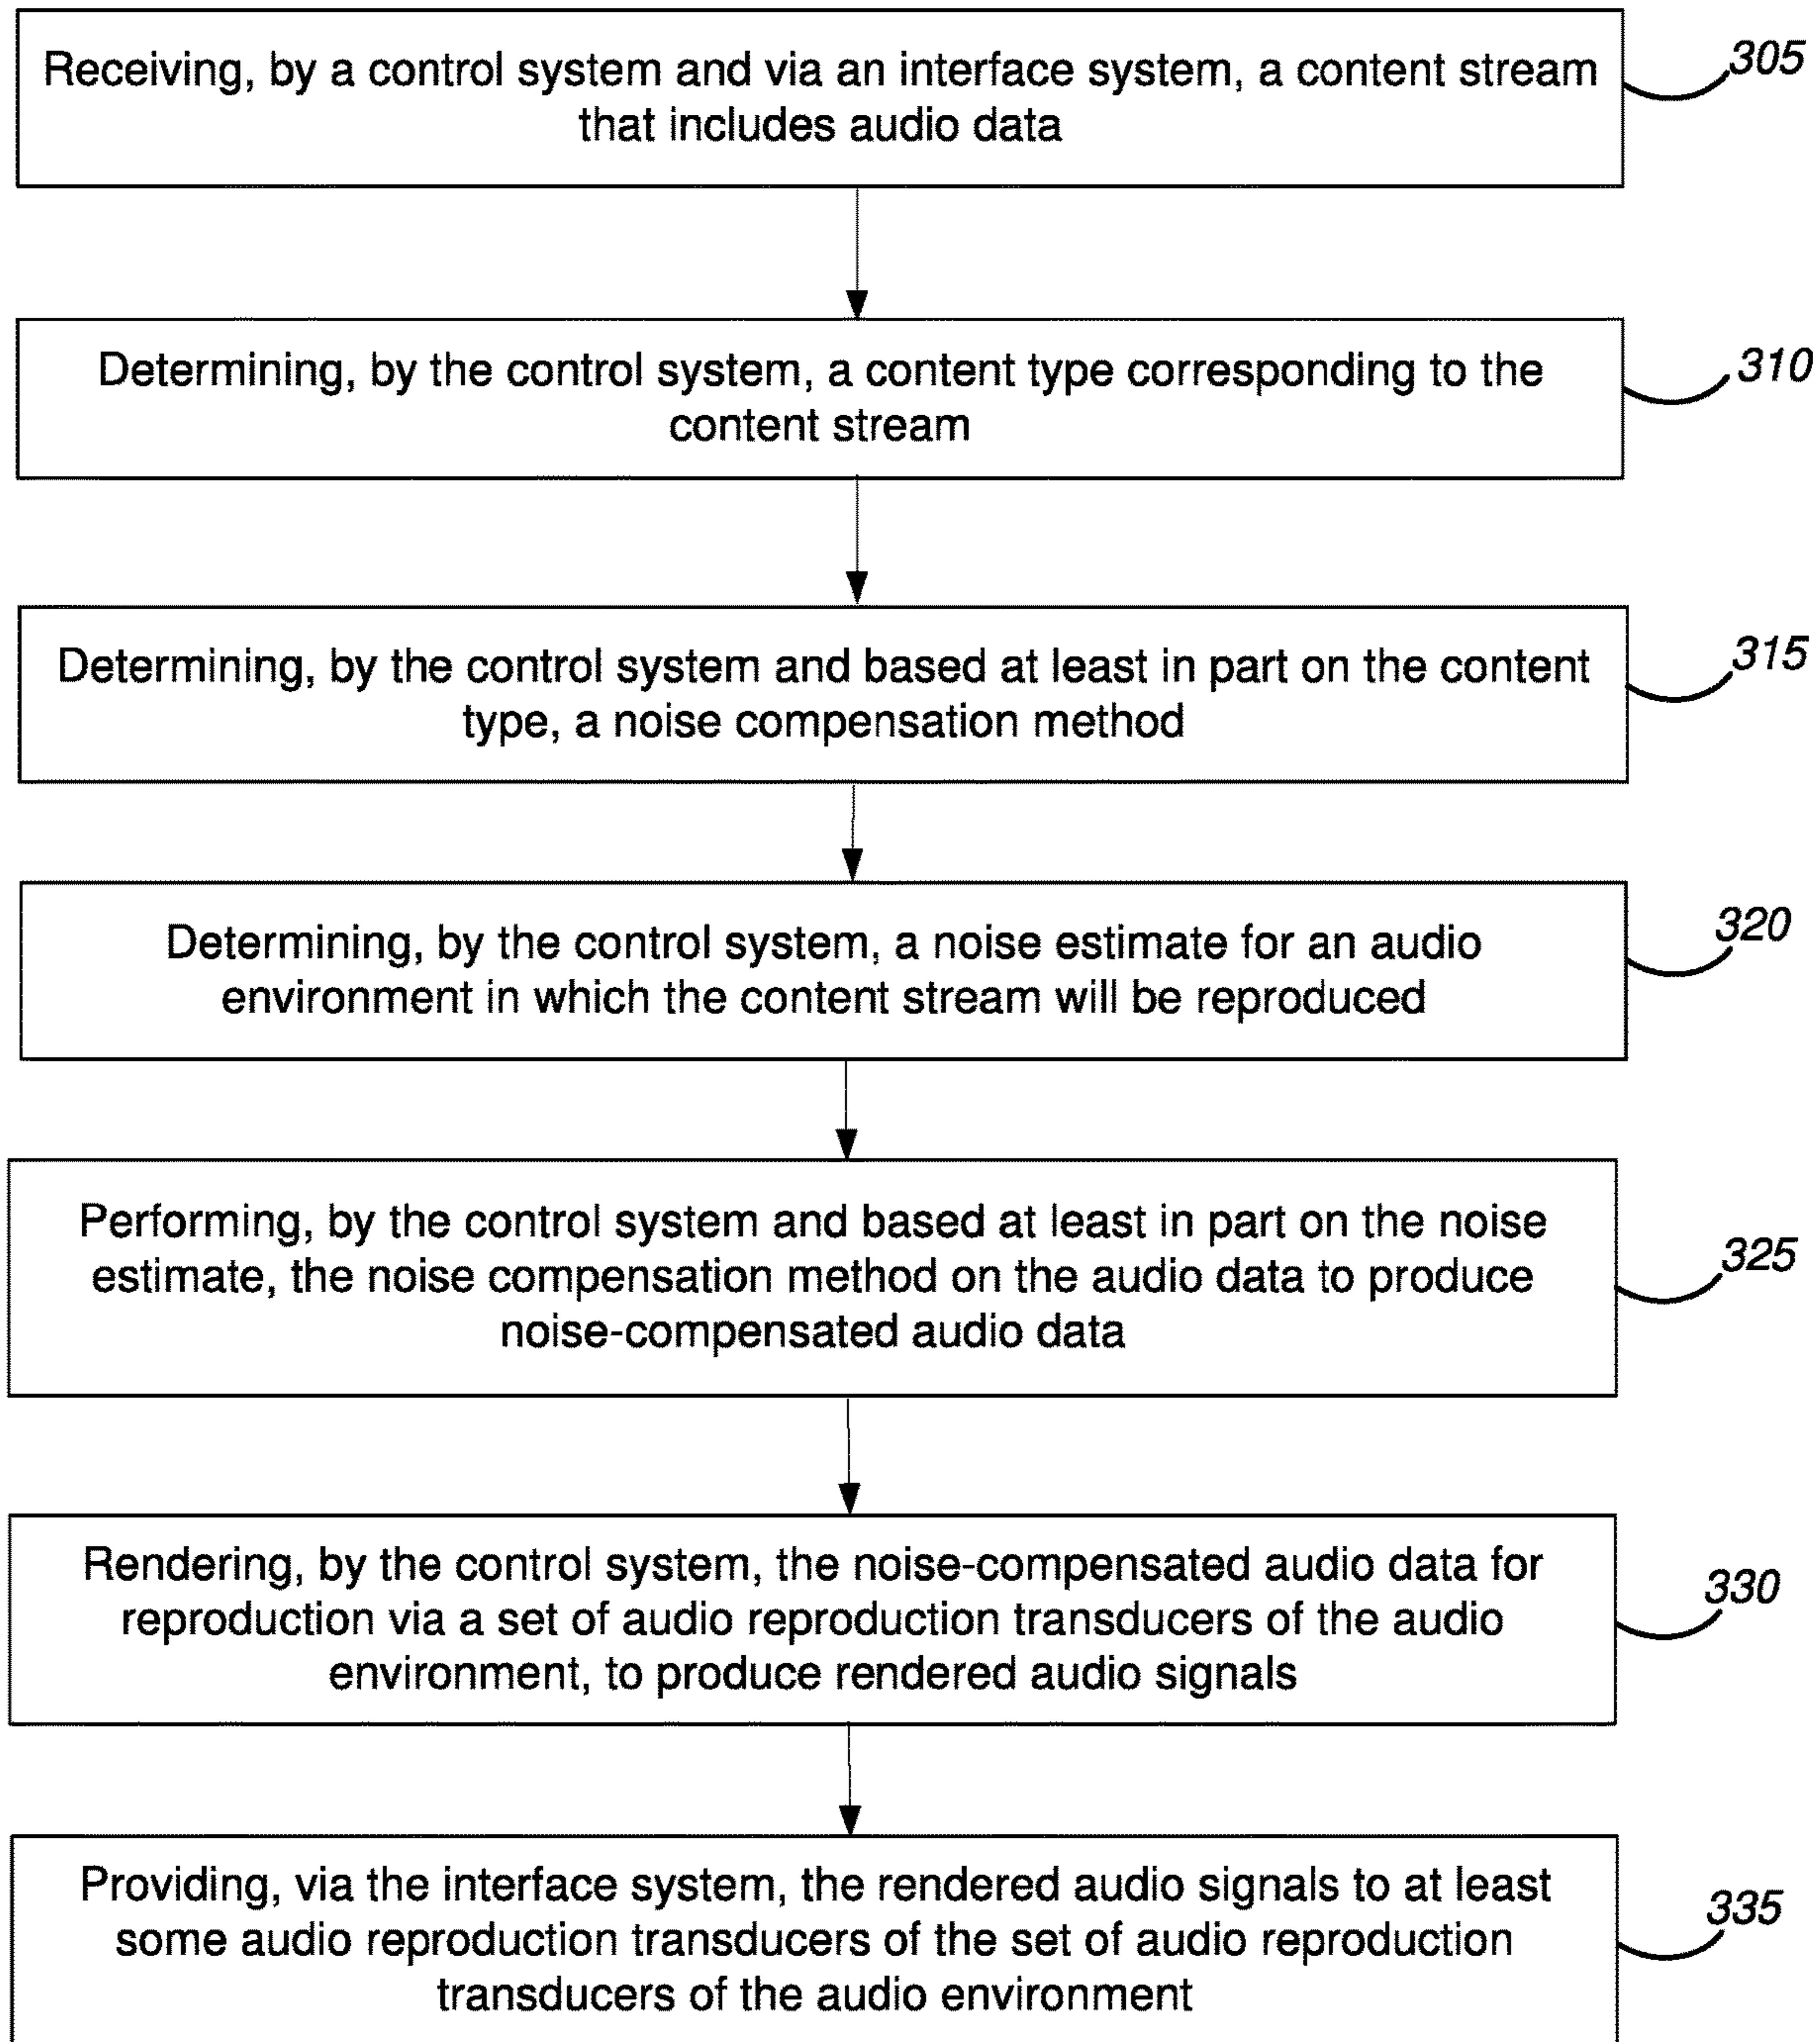 Receiving, by a control system and via an interface system, a content stream
that includes audio data
305
Determining, by the control system, a content type corresponding to the
content stream
310
Determining, by the control system and based at least in part on the content
type, a noise compensation method
315
Determining, by the control system, a noise estimate for an audio
environment in which the content stream will be reproduced
320
Performing, by the control system and based at least in part on the noise
estimate, the noise compensation method on the audio data to produce
noise-compensated audio data
325
Rendering, by the control system, the noise-compensated audio data for
reproduction via a set of audio reproduction transducers of the audio
environment, to produce rendered audio signals
330
Providing, via the interface system, the rendered audio signals to at least
some audio reproduction transducers of the set of audio reproduction
transducers of the audio environment
335